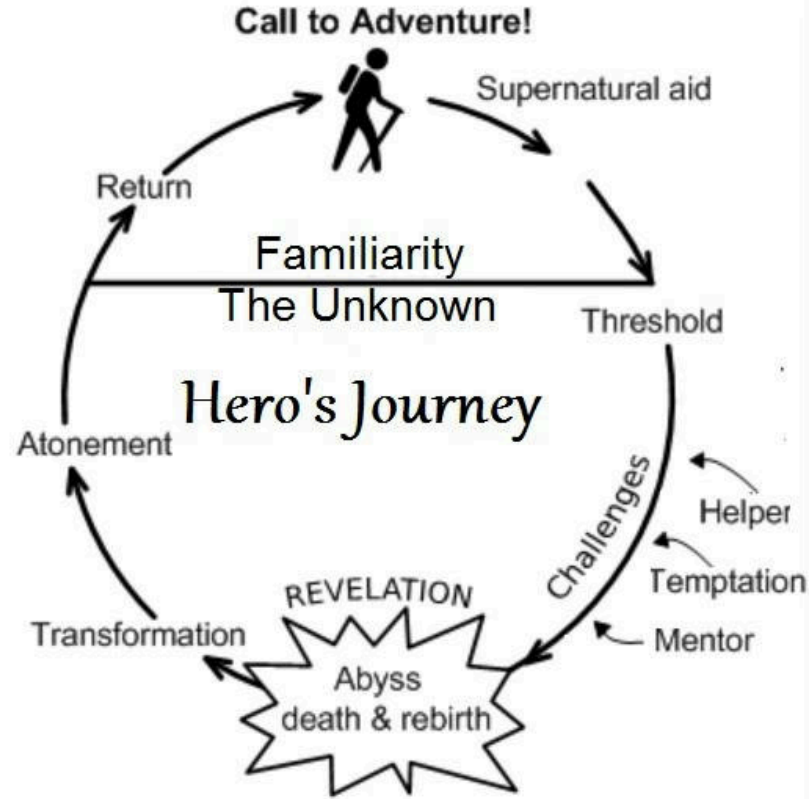 Call to Adventure!
Supernatural aid
Return
Familiarity
The Unknown
Threshold
Hero's Journey
Atonement
Challenges
Helper
Temptation
Mentor
REVELATION
Transformation
Abyss
death & rebirth